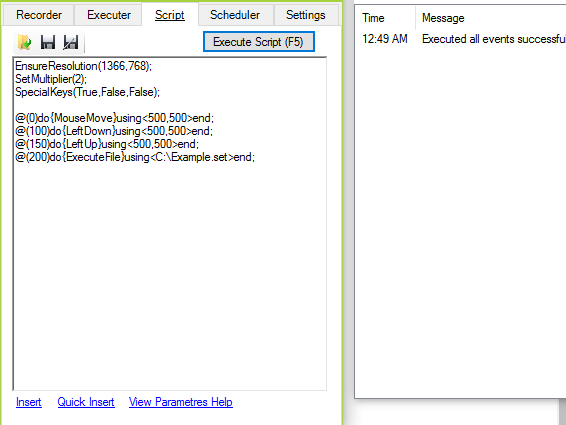 Recorder Executer Script Scheduler Settings
Execute Script (F5)
EnsureResolution(1366,768);
SetMultiplier(2);
SpecialKeys(True,False,False);
@(0)do{MouseMove}using<500,500>end;
@(100)do{LeftDown}using<500,500>end;
@(150)do{LeftUp}using<500,500>end;
@(200)do{ExecuteFile}using<C:\Example.set>end;
Insert Quick Insert View Parametres Help
Time Message
12:49 AM Executed all events successfu